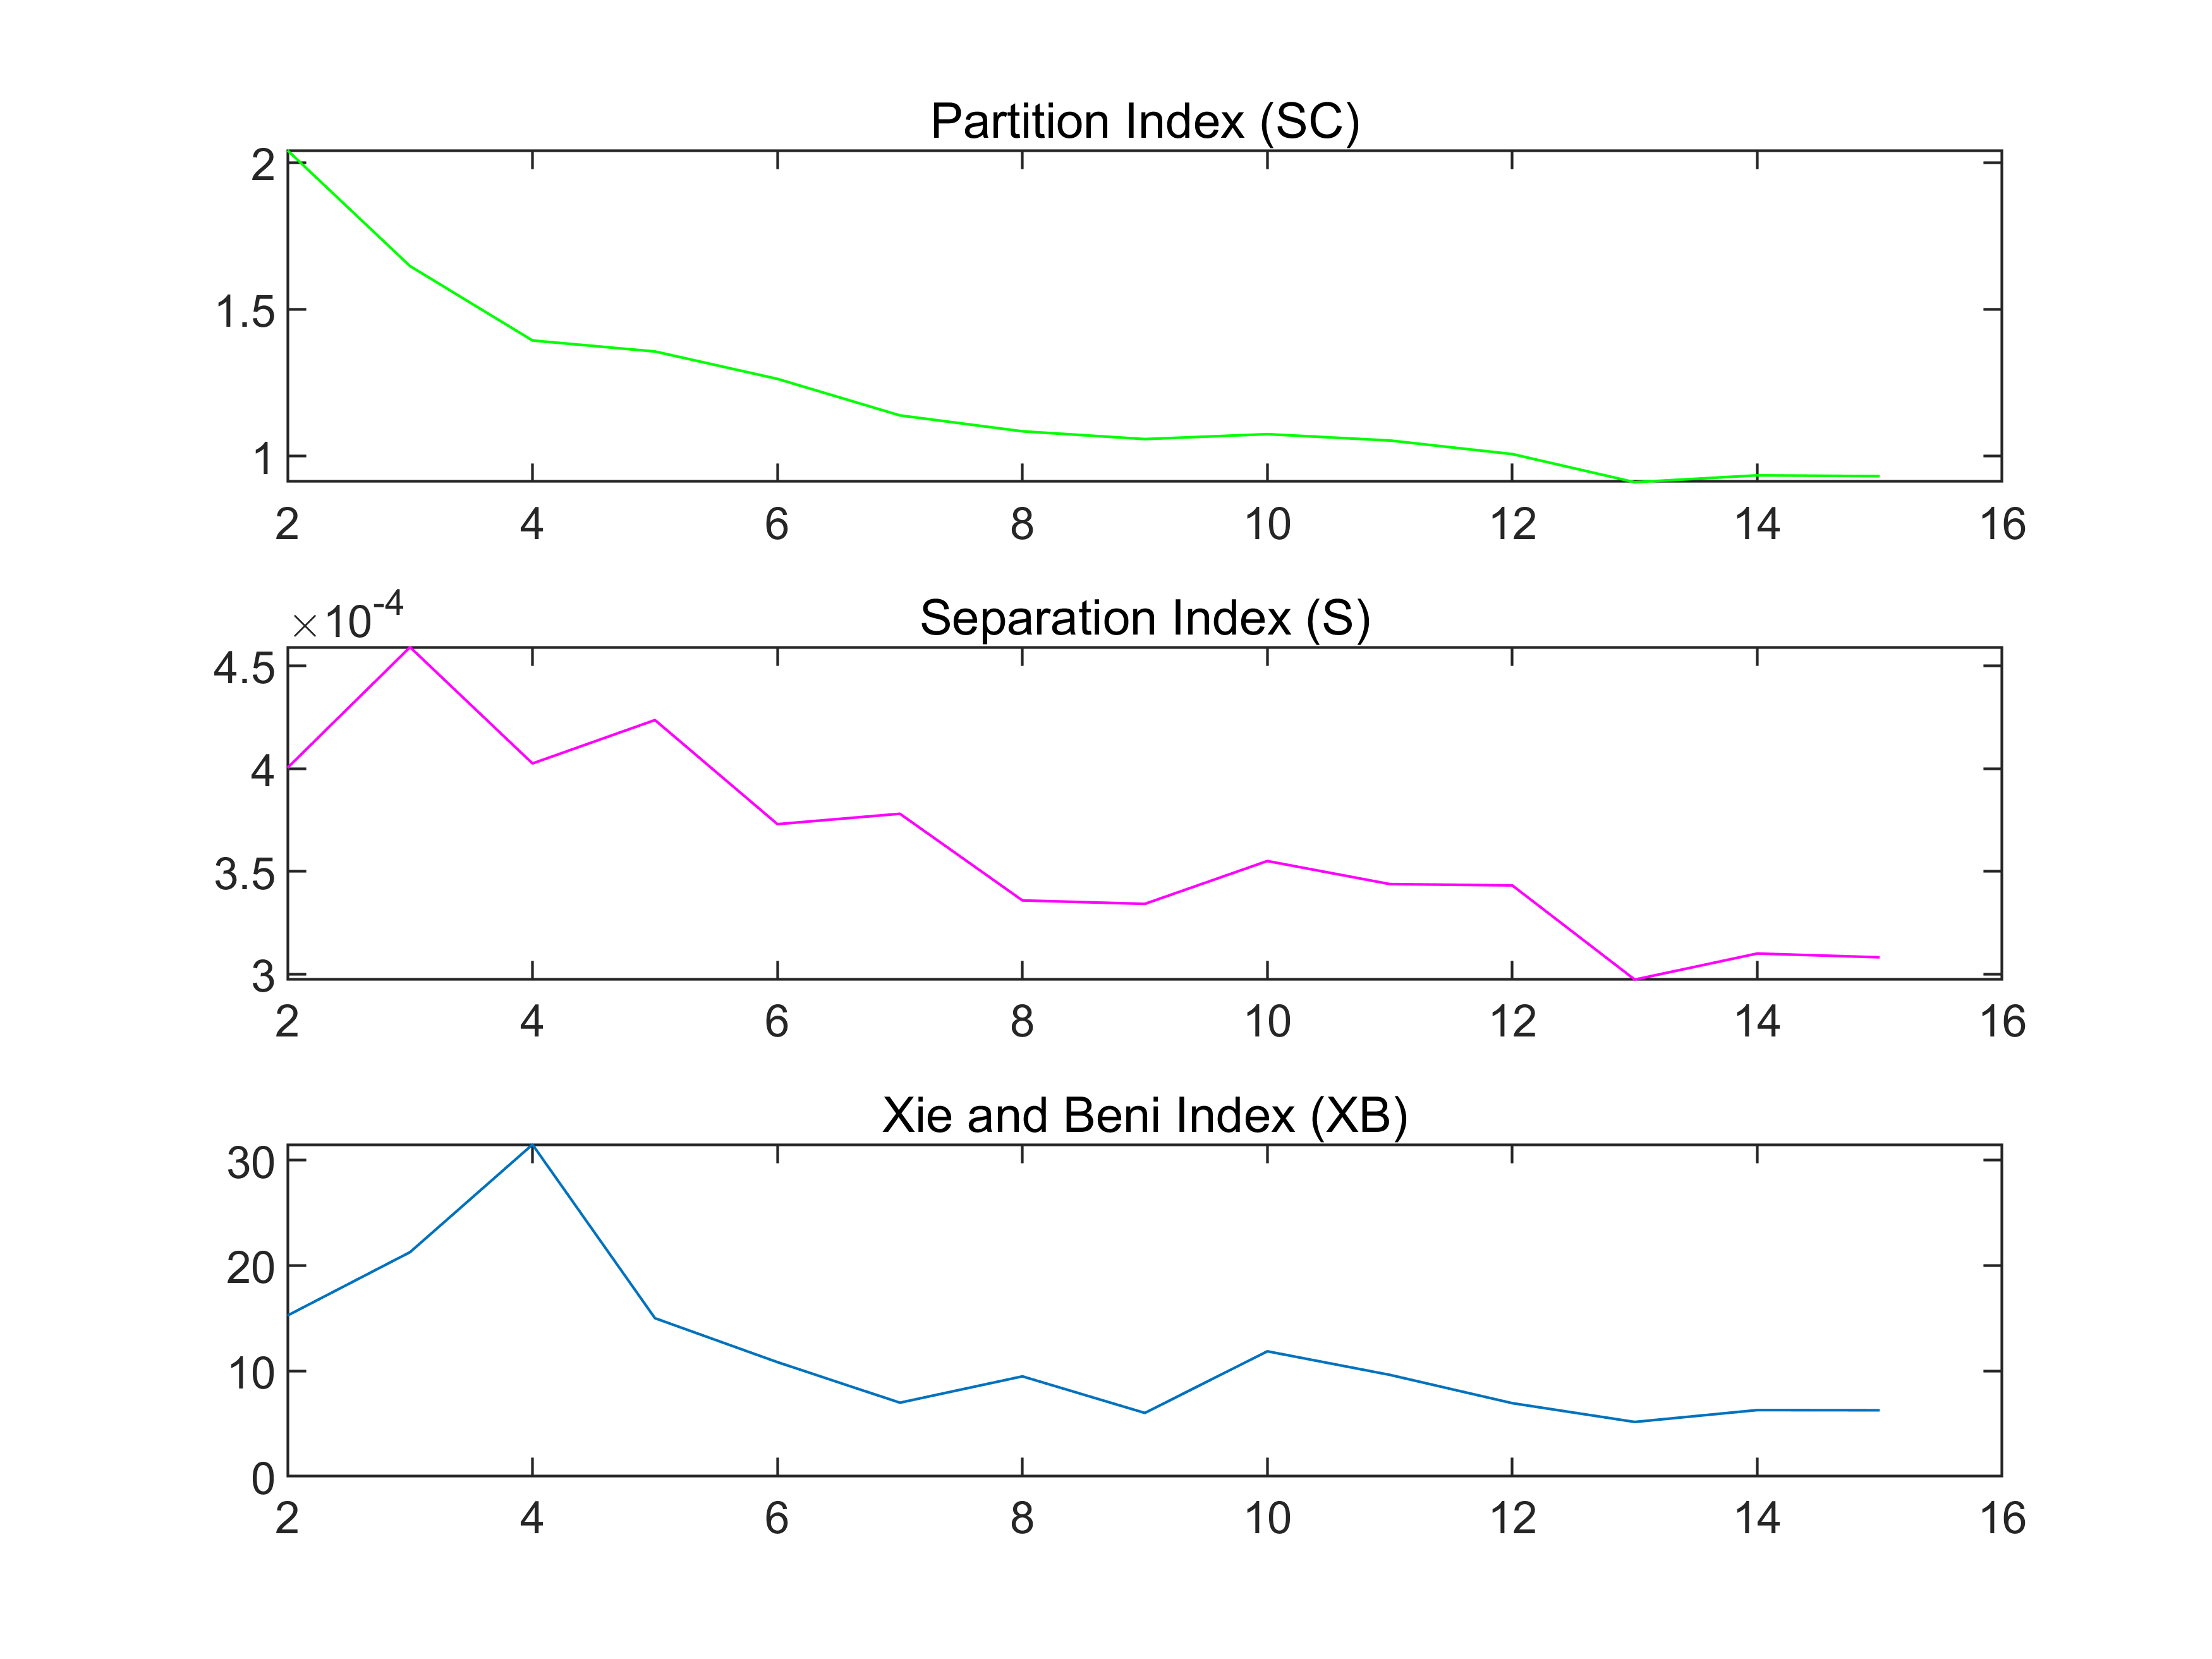 Partition Index (SC)
2
1.5
1
2 4 6 8 10 12 14 16
×10-4
Separation Index (S)
4.5
4
3.5
3
2 4 6 8 10 12 14 16
Xie and Beni Index (XB)
30
20
10
0
2 4 6 8 10 12 14 16